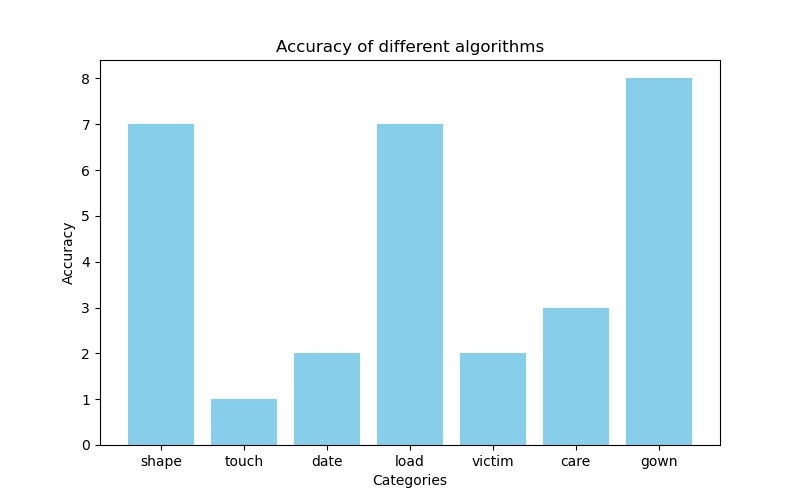 Accuracy of different algorithms
Accuracy
8
7
6
5
4
3
2
1
0
shape touch date load victim care gown
Categories